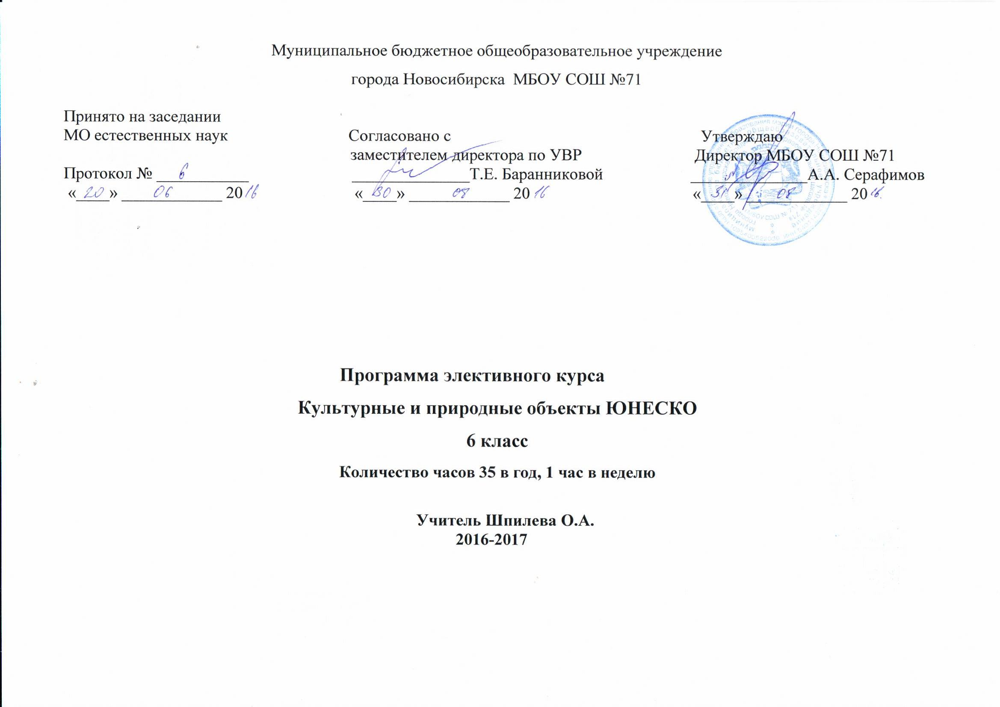 Муниципальное бюджетное общеобразовательное учреждение
города Новосибирска МБОУ СОШ №71
Принято на заседании
МО естественных наук
Протокол № 6
«20» 06 2016
Согласовано с
заместителем директора по УВР
Т.Е. Баранниковой
«30» 08 2016
Утверждаю
Директор МБОУ СОШ №71
А.А. Серафимов
«31» 08 2016.
Программа элективного курса
Культурные и природные объекты ЮНЕСКО
6 класс
Количество часов 35 в год, 1 час в неделю
Учитель Шпилева О.А.
2016-2017